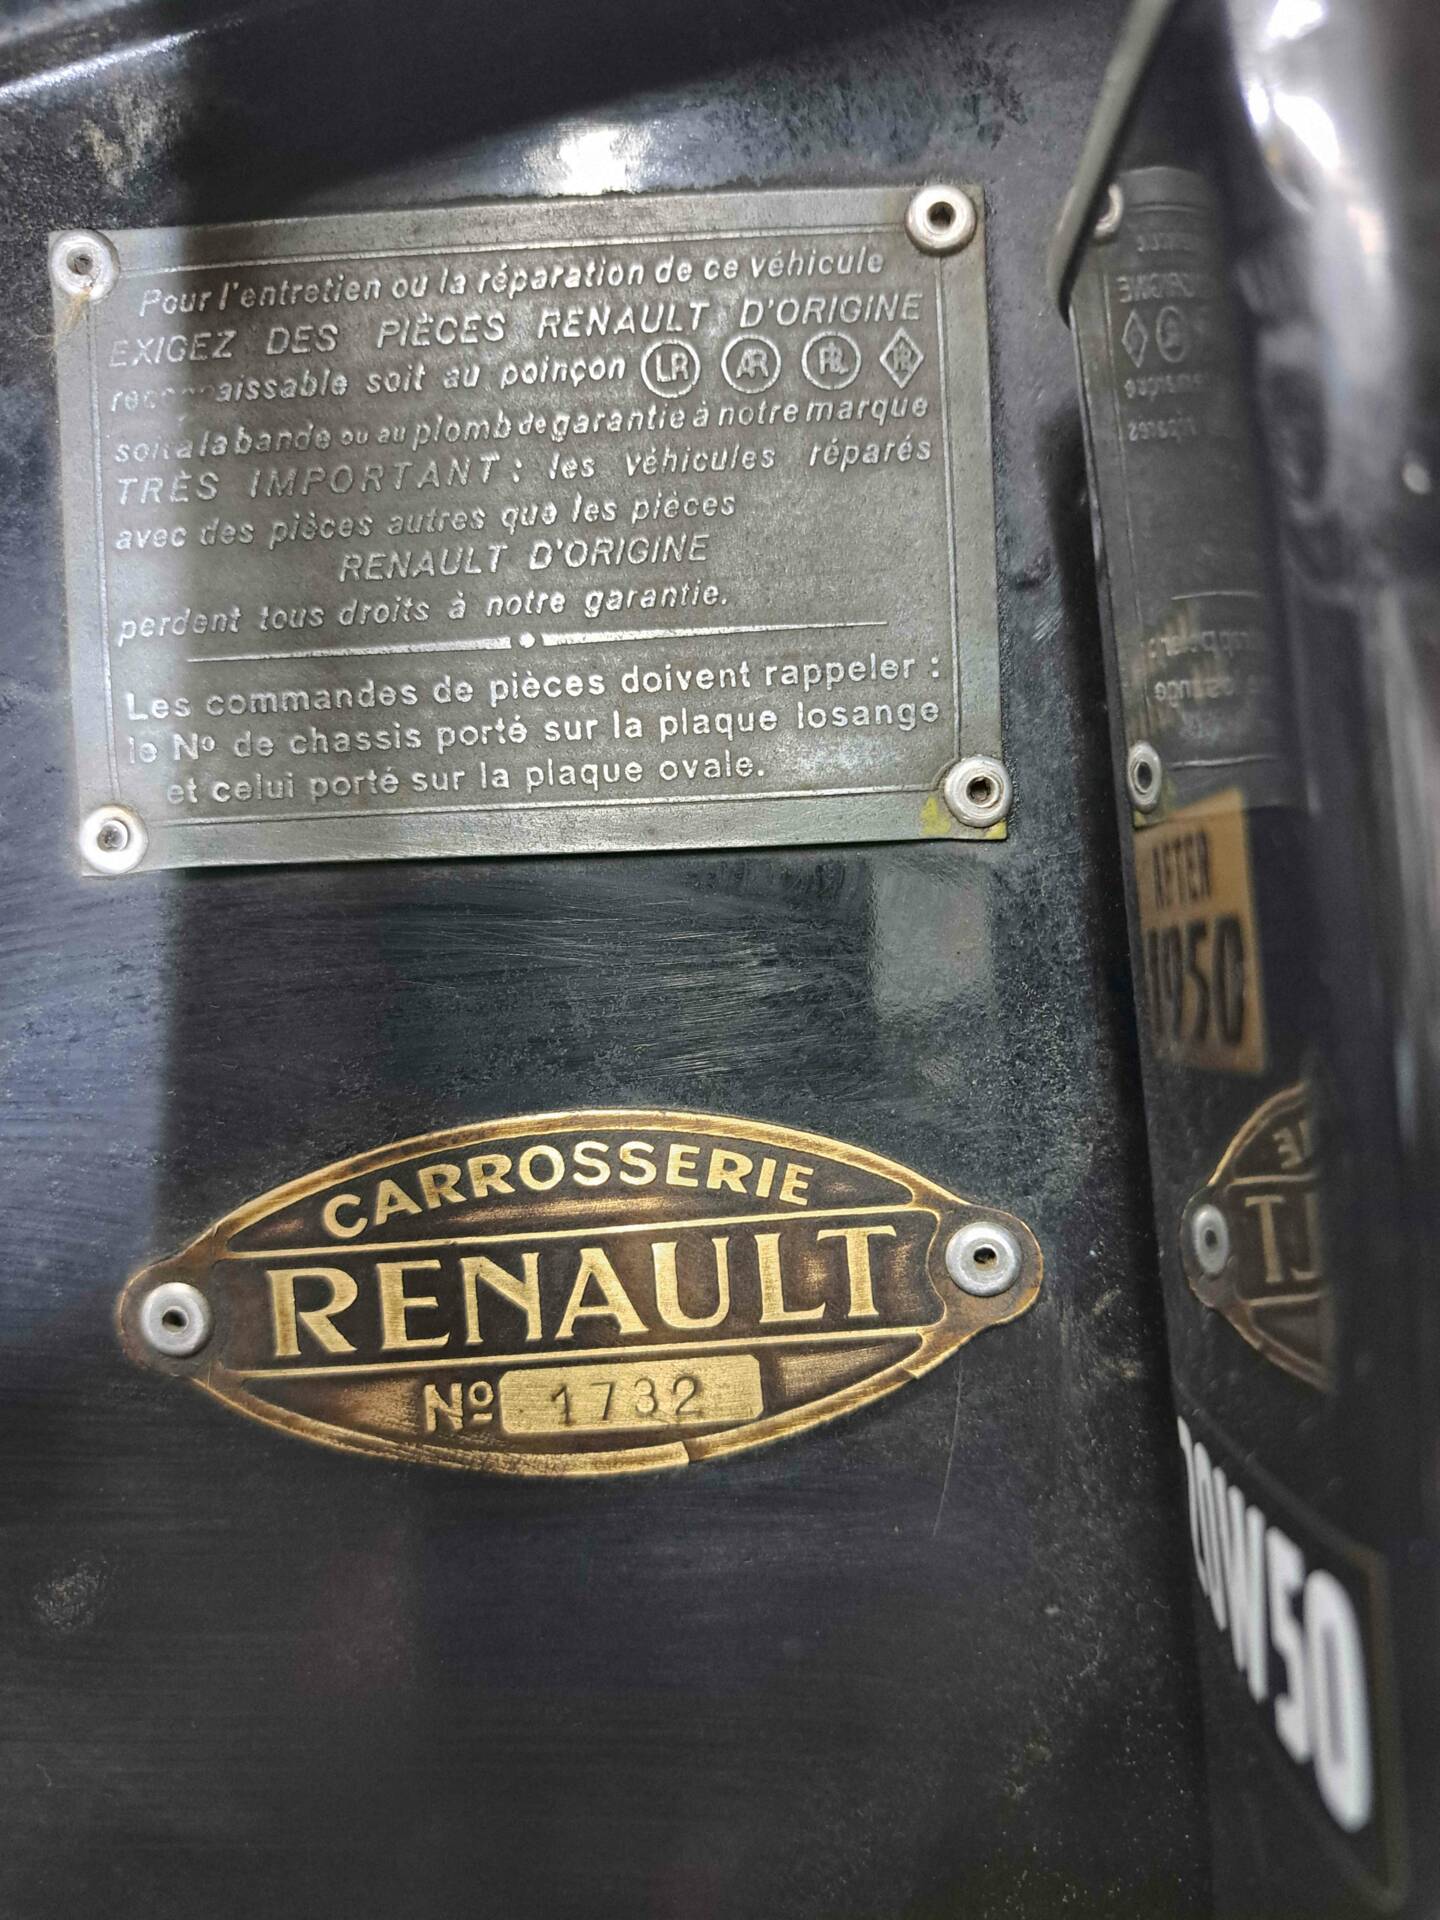 Pour l'entretien ou la réparation de ce véhicule
EXIGEZ DES PIÈCES RENAULT D'ORIGINE
reconnaissable soit au poinçon LR AR RL R
soit à la bande ou au plomb de garantie à notre marque
TRÈS IMPORTANT : les véhicules réparés
avec des pièces autres que les pièces
RENAULT D'ORIGINE
perdent tous droits à notre garantie.
Les commandes de pièces doivent rappeler :
le Nº de chassis porté sur la plaque losange
et celui porté sur la plaque ovale.
CARROSSERIE
RENAULT
Nº 1732
AFTER
1950
20W50